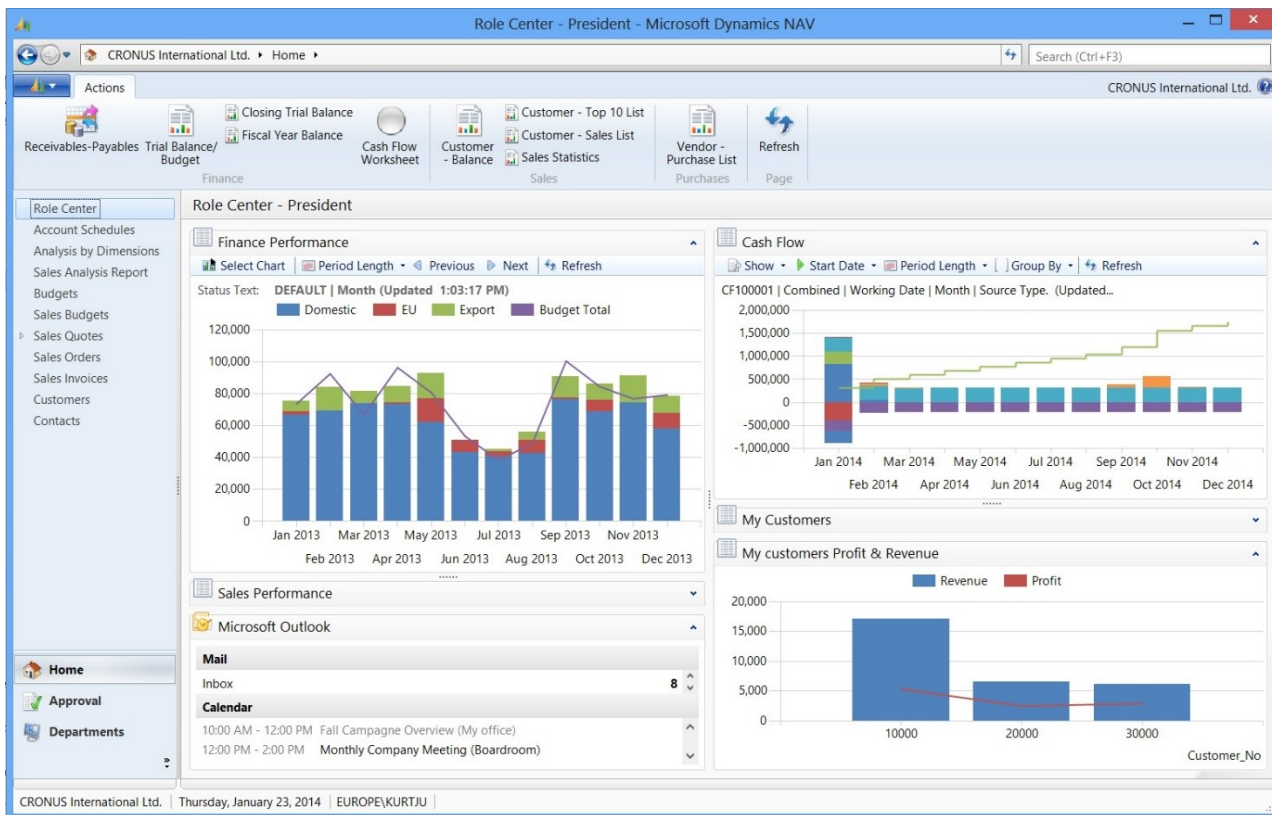 Role Center - President - Microsoft Dynamics NAV
CRONUS International Ltd. Home
Search (Ctrl+F3)
Actions
CRONUS International Ltd.
Receivables-Payables
Trial Balance/
Budget
Closing Trial Balance
Fiscal Year Balance
Cash Flow
Worksheet
Finance
Customer
- Balance
Customer - Top 10 List
Customer - Sales List
Sales Statistics
Sales
Vendor -
Purchase List
Purchases
Refresh
Page
Role Center
Account Schedules
Analysis by Dimensions
Sales Analysis Report
Budgets
Sales Budgets
Sales Quotes
Sales Orders
Sales Invoices
Customers
Contacts
Home
Approval
Departments
Role Center - President
Finance Performance
Select Chart Period Length Previous Next Refresh
Status Text: DEFAULT | Month (Updated 1:03:17 PM)
Domestic EU Export Budget Total
120,000
100,000
80,000
60,000
40,000
20,000
0
Jan 2013 Mar 2013 May 2013 Jul 2013 Sep 2013 Nov 2013
Feb 2013 Apr 2013 Jun 2013 Aug 2013 Oct 2013 Dec 2013
Sales Performance
Microsoft Outlook
Mail
Inbox 8
Calendar
10:00 AM - 12:00 PM Fall Campagne Overview (My office)
12:00 PM - 2:00 PM Monthly Company Meeting (Boardroom)
Cash Flow
Show Start Date Period Length [ ] Group By Refresh
CF100001 | Combined | Working Date | Month | Source Type. (Updated...
2,000,000
1,500,000
1,000,000
500,000
0
-500,000
-1,000,000
Jan 2014 Mar 2014 May 2014 Jul 2014 Sep 2014 Nov 2014
Feb 2014 Apr 2014 Jun 2014 Aug 2014 Oct 2014 Dec 2014
My Customers
My customers Profit & Revenue
Revenue Profit
20,000
15,000
10,000
5,000
0
10000 20000 30000
Customer_No
CRONUS International Ltd. Thursday, January 23, 2014 EUROPE\KURTJU